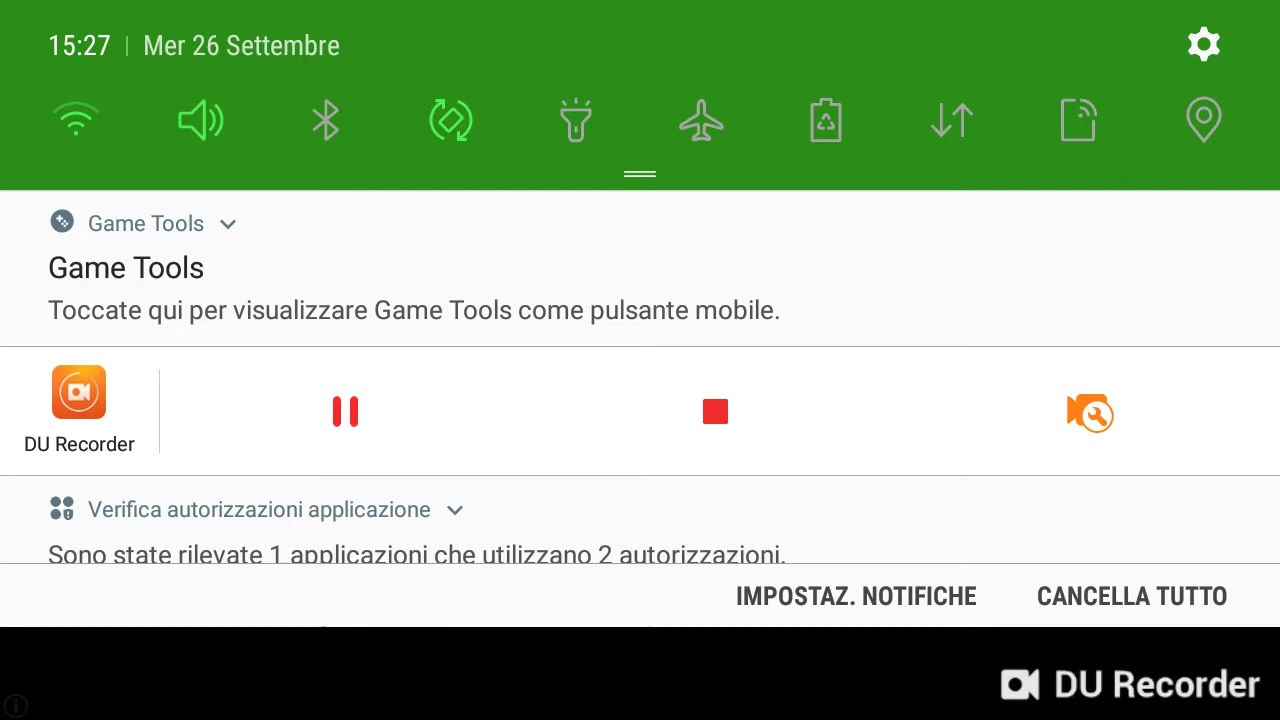 15:27 | Mer 26 Settembre
Game Tools
Game Tools
Toccate qui per visualizzare Game Tools come pulsante mobile.
DU Recorder
Verifica autorizzazioni applicazione
Sono state rilevate 1 applicazioni che utilizzano 2 autorizzazioni.
IMPOSTAZ. NOTIFICHE CANCELLA TUTTO
DU Recorder